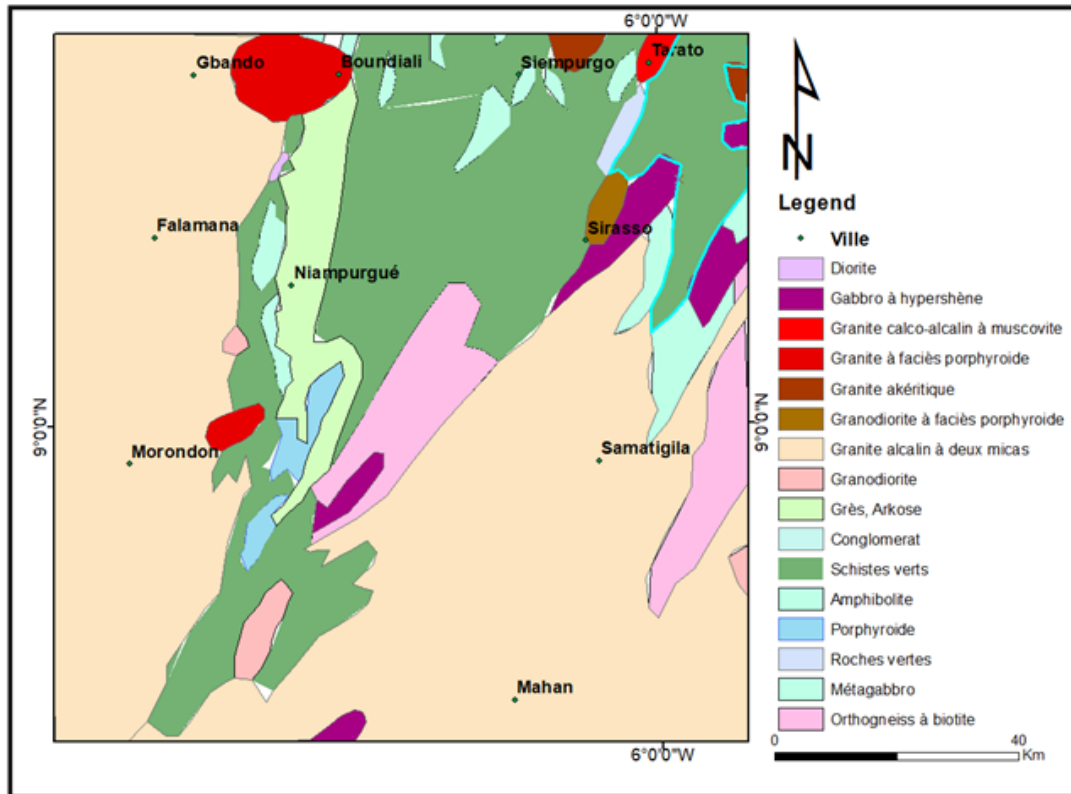 6°0'0"W
Gbando
Boundiali
Siempurgo
Tarato
Falamana
Sirasso
Niampurgué
9°0'0"N
9°0'0"N
Morondon
Samatigila
Mahan
6°0'0"W
N
Legend
Ville
Diorite
Gabbro à hypershène
Granite calco-alcalin à muscovite
Granite à faciès porphyroide
Granite akéritique
Granodiorite à faciès porphyroide
Granite alcalin à deux micas
Granodiorite
Grès, Arkose
Conglomerat
Schistes verts
Amphibolite
Porphyroide
Roches vertes
Métagabbro
Orthogneiss à biotite
0 40
Km